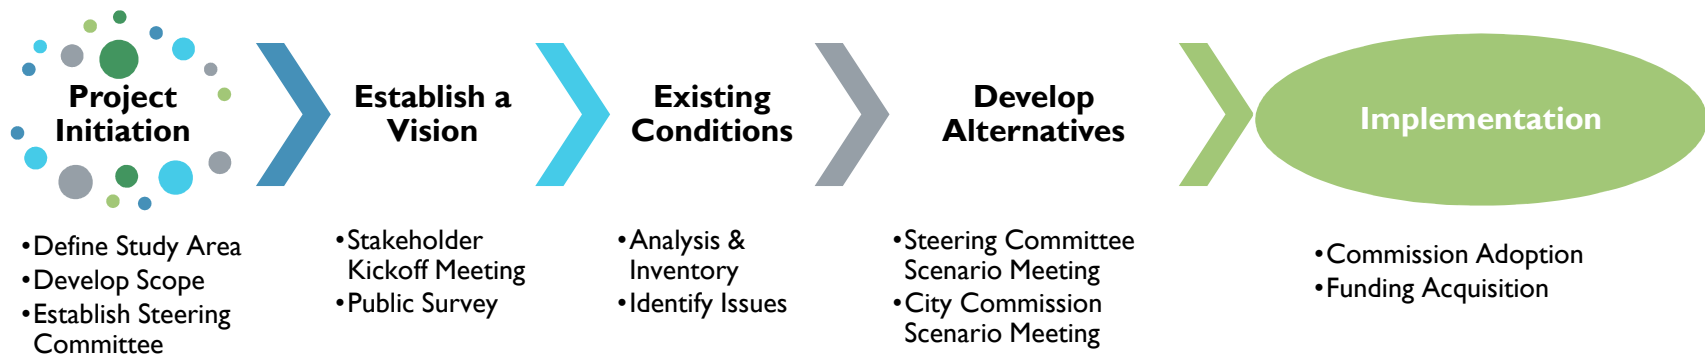 Project
Initiation
•Define Study Area
•Develop Scope
•Establish Steering
Committee
Establish a
Vision
•Stakeholder
Kickoff Meeting
•Public Survey
Existing
Conditions
•Analysis &
Inventory
•Identify Issues
Develop
Alternatives
•Steering Committee
Scenario Meeting
•City Commission
Scenario Meeting
Implementation
•Commission Adoption
•Funding Acquisition